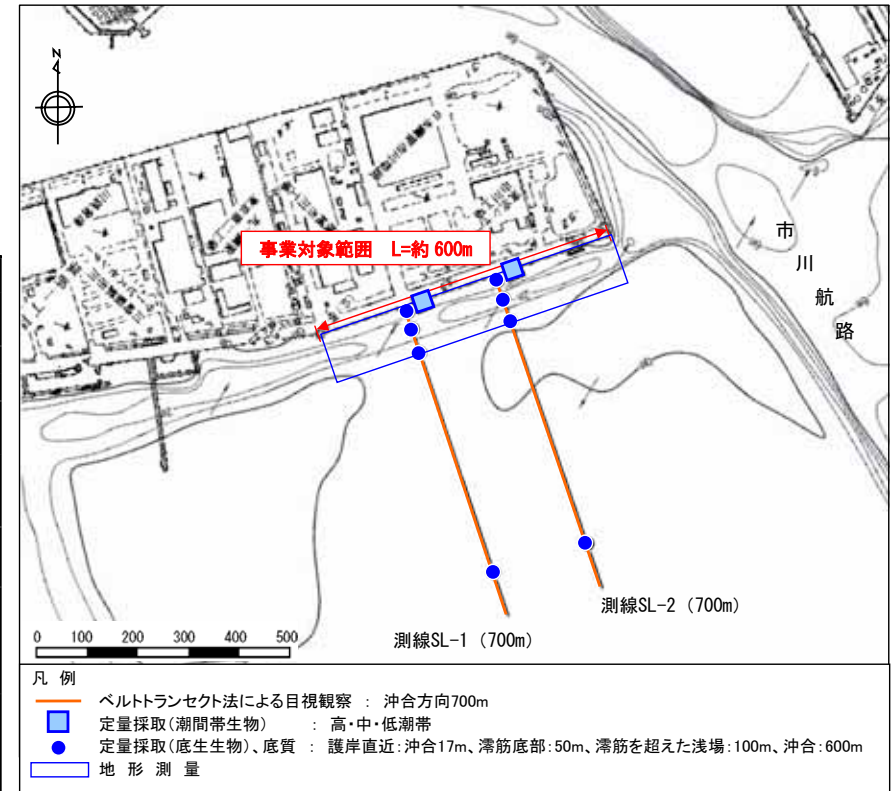 N
事業対象範囲 L=約600m
市
川
航
路
測線SL-2 (700m)
測線SL-1 (700m)
0 100 200 300 400 500
凡 例
ベルトトランセクト法による目視観察 : 沖合方向700m
定量採取(潮間帯生物) : 高・中・低潮帯
定量採取(底生生物)、底質 : 護岸直近:沖合17m、澪筋底部:50m、澪筋を超えた浅場:100m、沖合:600m
地 形 測 量